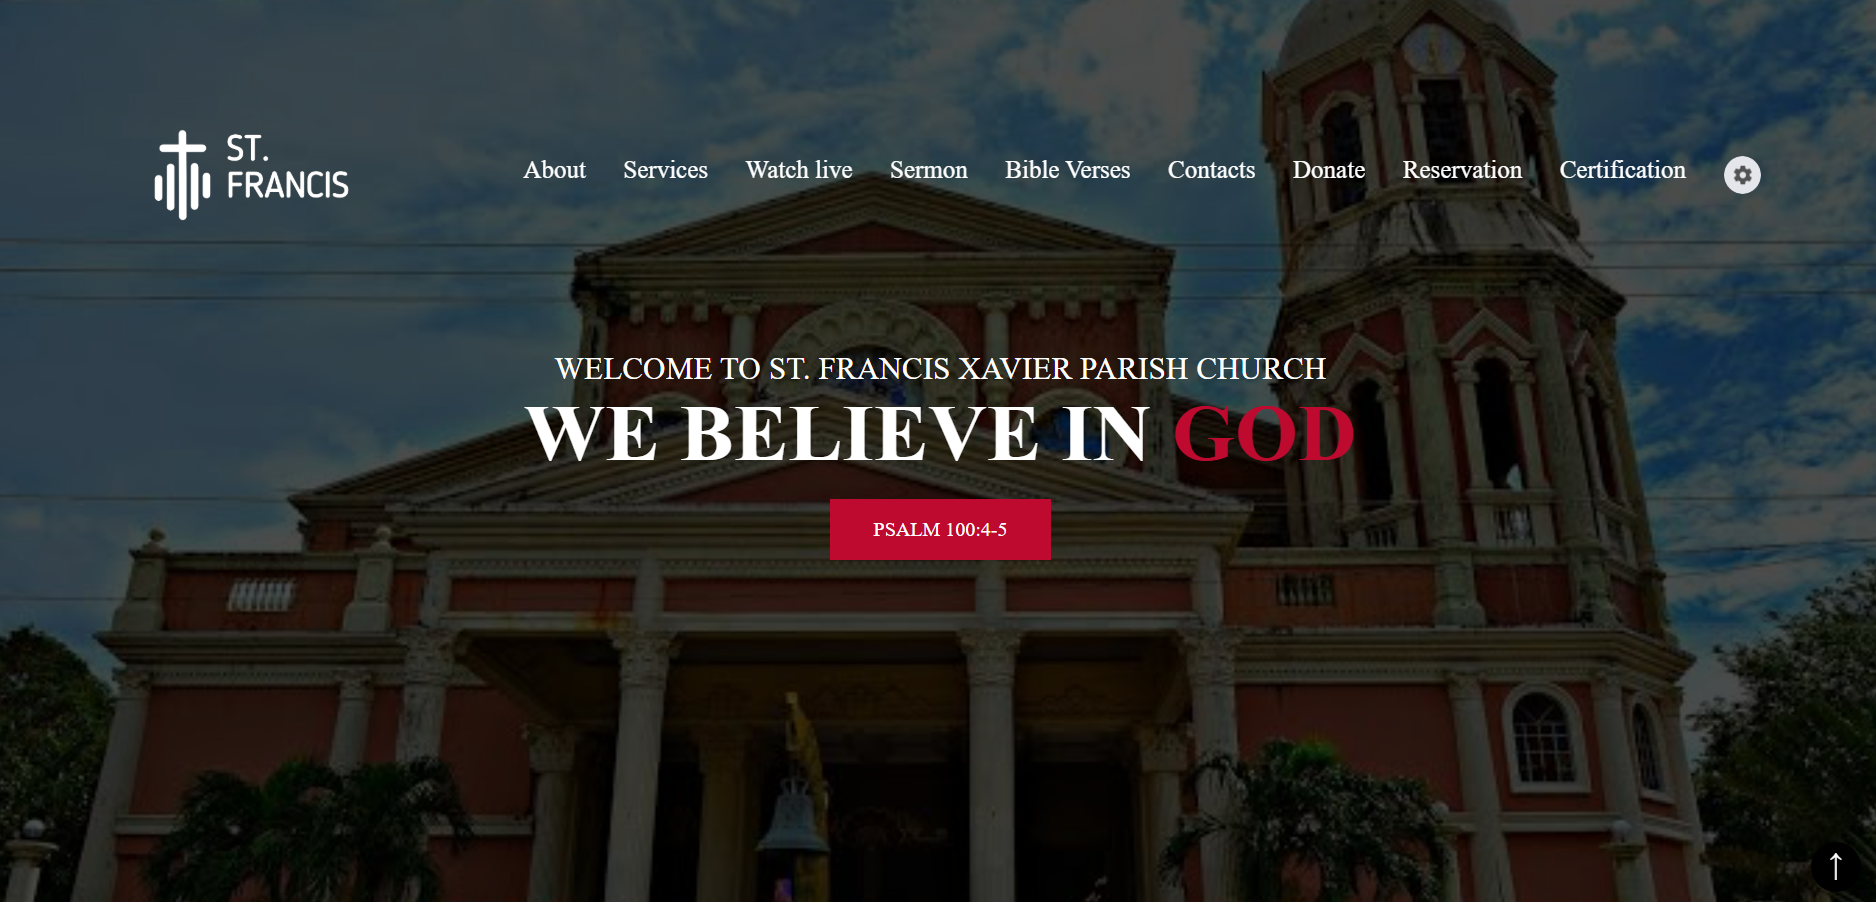 ST.
FRANCIS
About Services Watch live Sermon Bible Verses Contacts Donate Reservation Certification
WELCOME TO ST. FRANCIS XAVIER PARISH CHURCH
WE BELIEVE IN GOD
PSALM 100:4-5